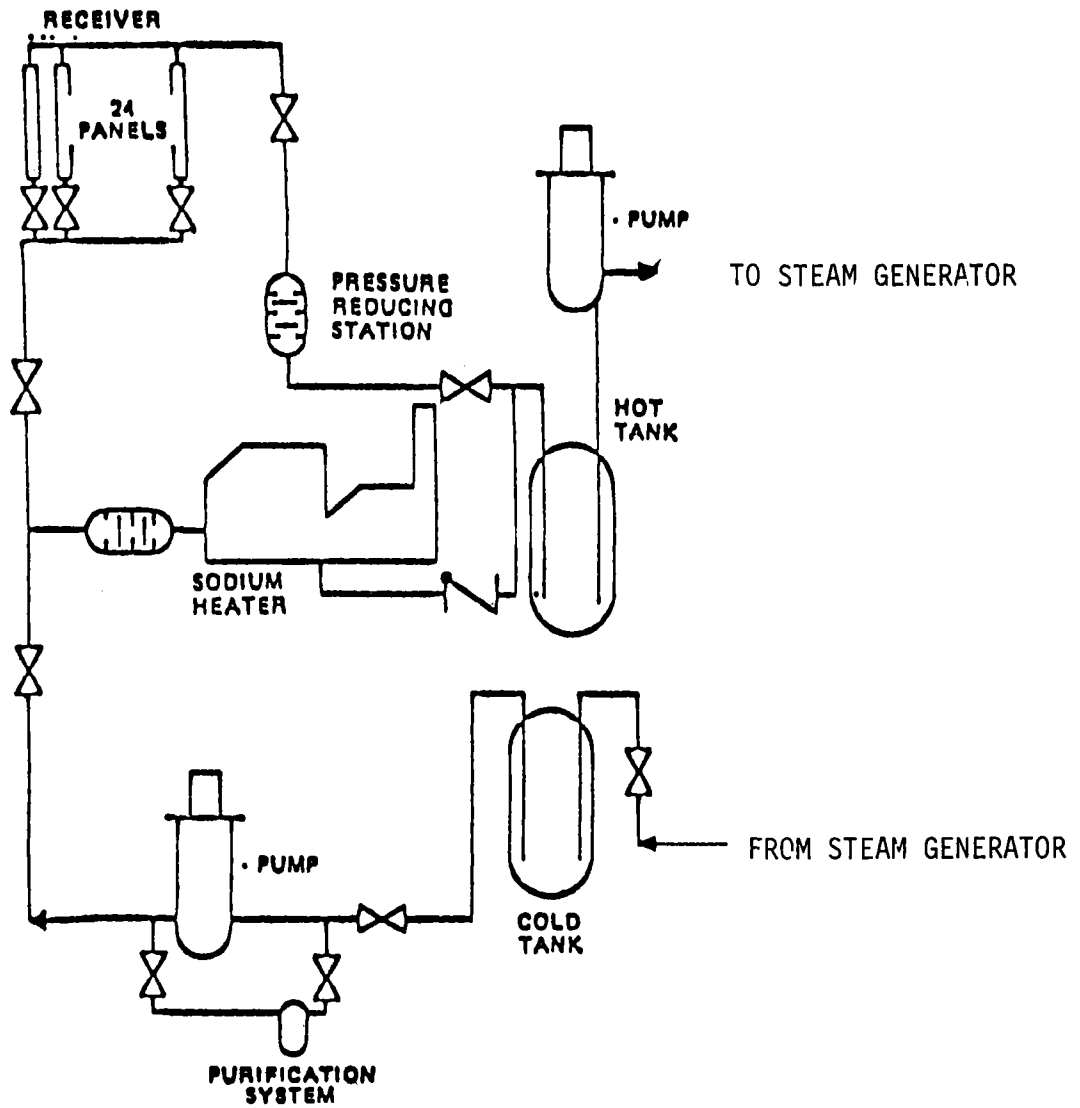 RECEIVER
24
PANELS
PUMP
TO STEAM GENERATOR
PRESSURE
REDUCING
STATION
HOT
TANK
SODIUM
HEATER
PUMP
FROM STEAM GENERATOR
COLD
TANK
PURIFICATION
SYSTEM